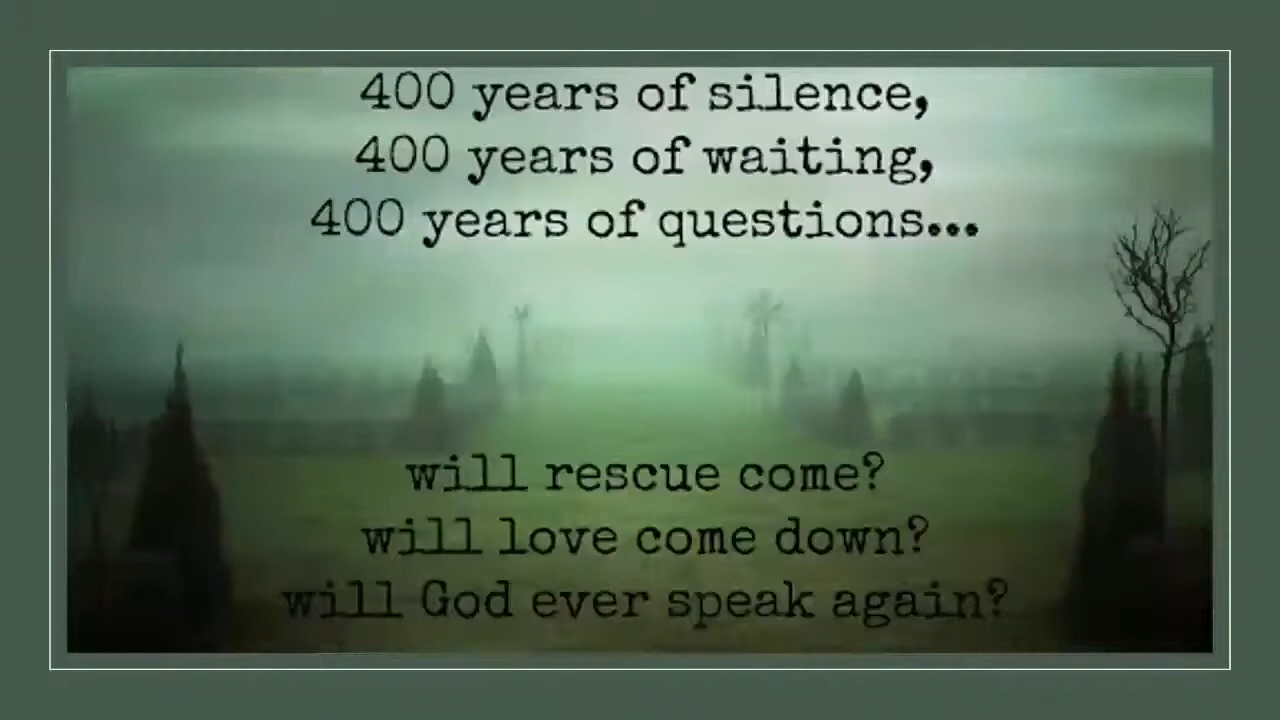 400 years of silence,
400 years of waiting,
400 years of questions...
will rescue come?
will love come down?
will God ever speak again?